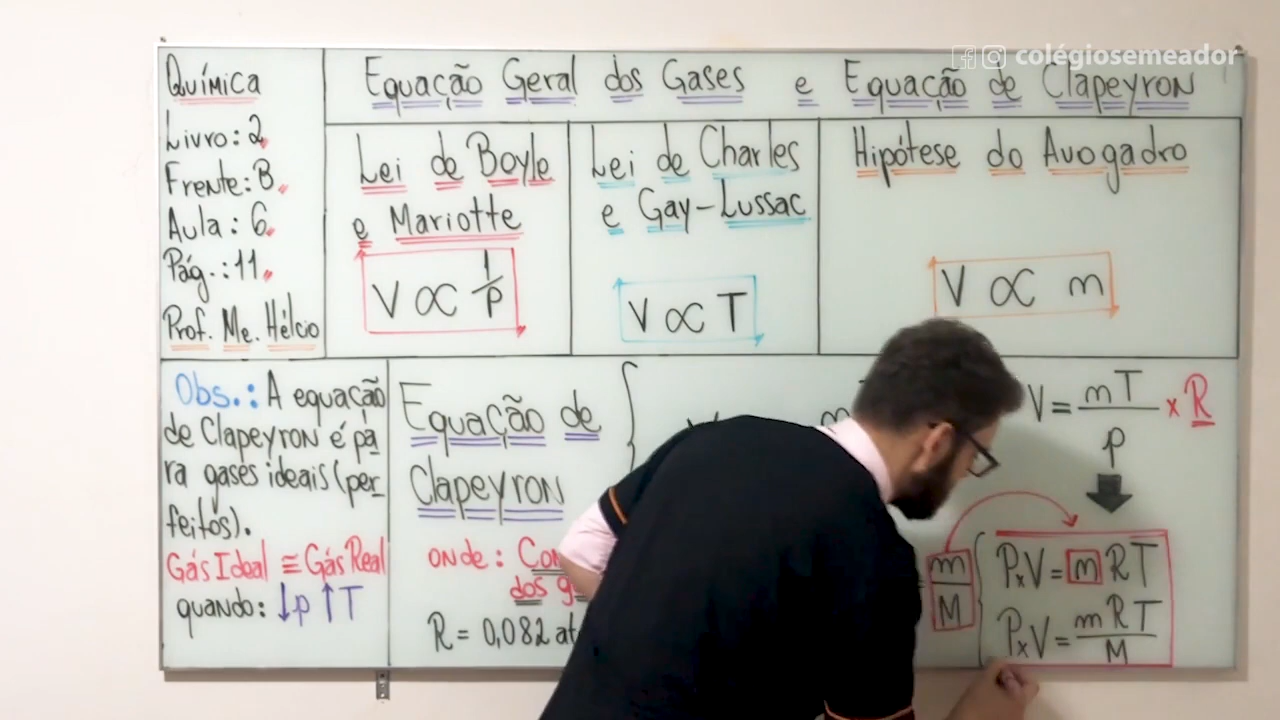 colégiosemeador
Química
Livro: 2
Frente: B
Aula: 6
Pág.: 11
Prof. Me. Hélcio
Equação Geral dos Gases e Equação de Clapeyron
Lei de Boyle
e Mariotte
V ∝ 1/p
Lei de Charles
e Gay-Lussac
V ∝ T
Hipótese do Avogadro
V ∝ m
Obs.: A equação
de Clapeyron é pa
ra gases ideais (per-
feitos).
Gás Ideal ≅ Gás Real
quando: ↓p ↑T
Equação de
Clapeyron
onde:
R = 0,082
V = mT/p × R
m/M
PxV = m R T
PxV = m R T/M